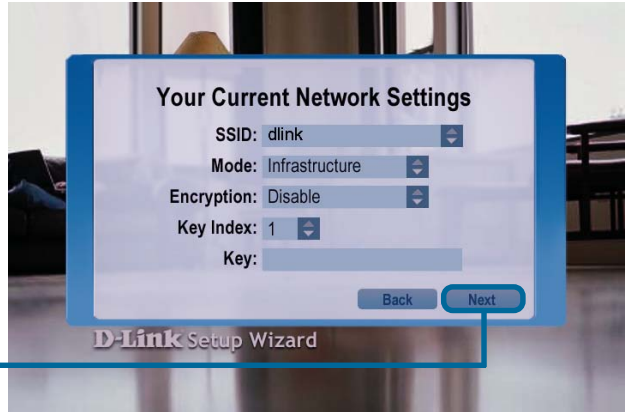 Your Current Network Settings
SSID: dlink
Mode: Infrastructure
Encryption: Disable
Key Index: 1
Key:
Back Next
D-Link Setup Wizard